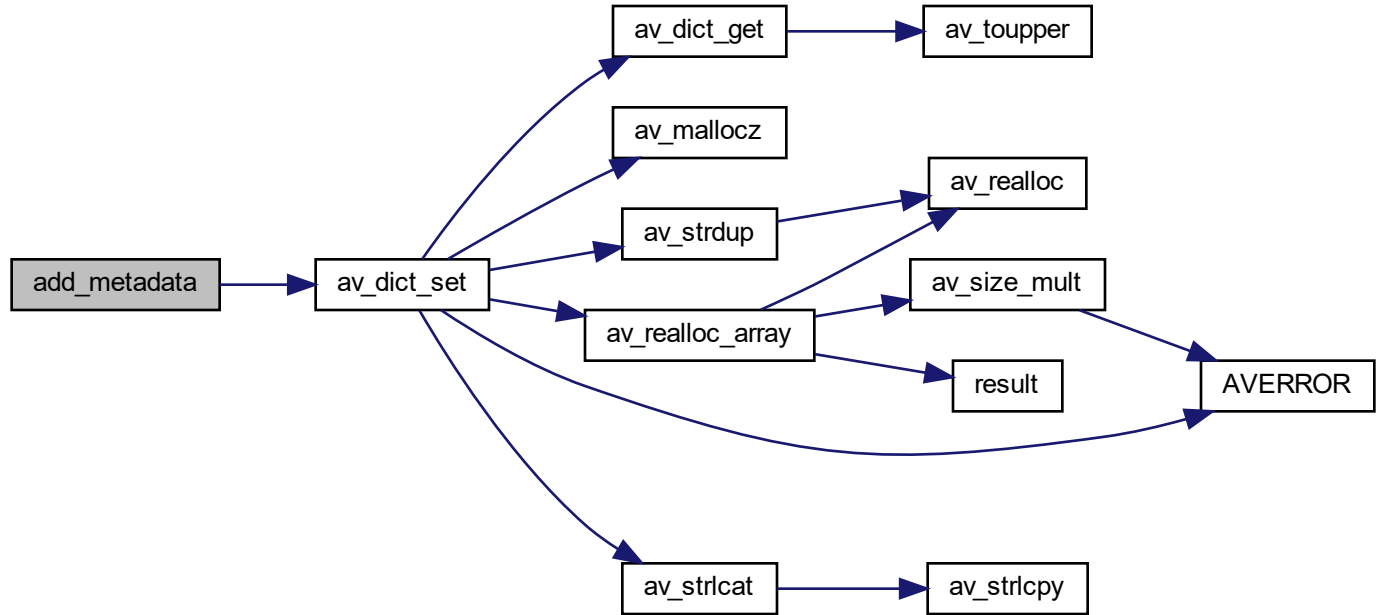 add_metadata
av_dict_set
av_dict_get
av_toupper
av_mallocz
av_strdup
av_realloc
av_realloc_array
av_size_mult
result
AVERROR
av_strlcat
av_strlcpy